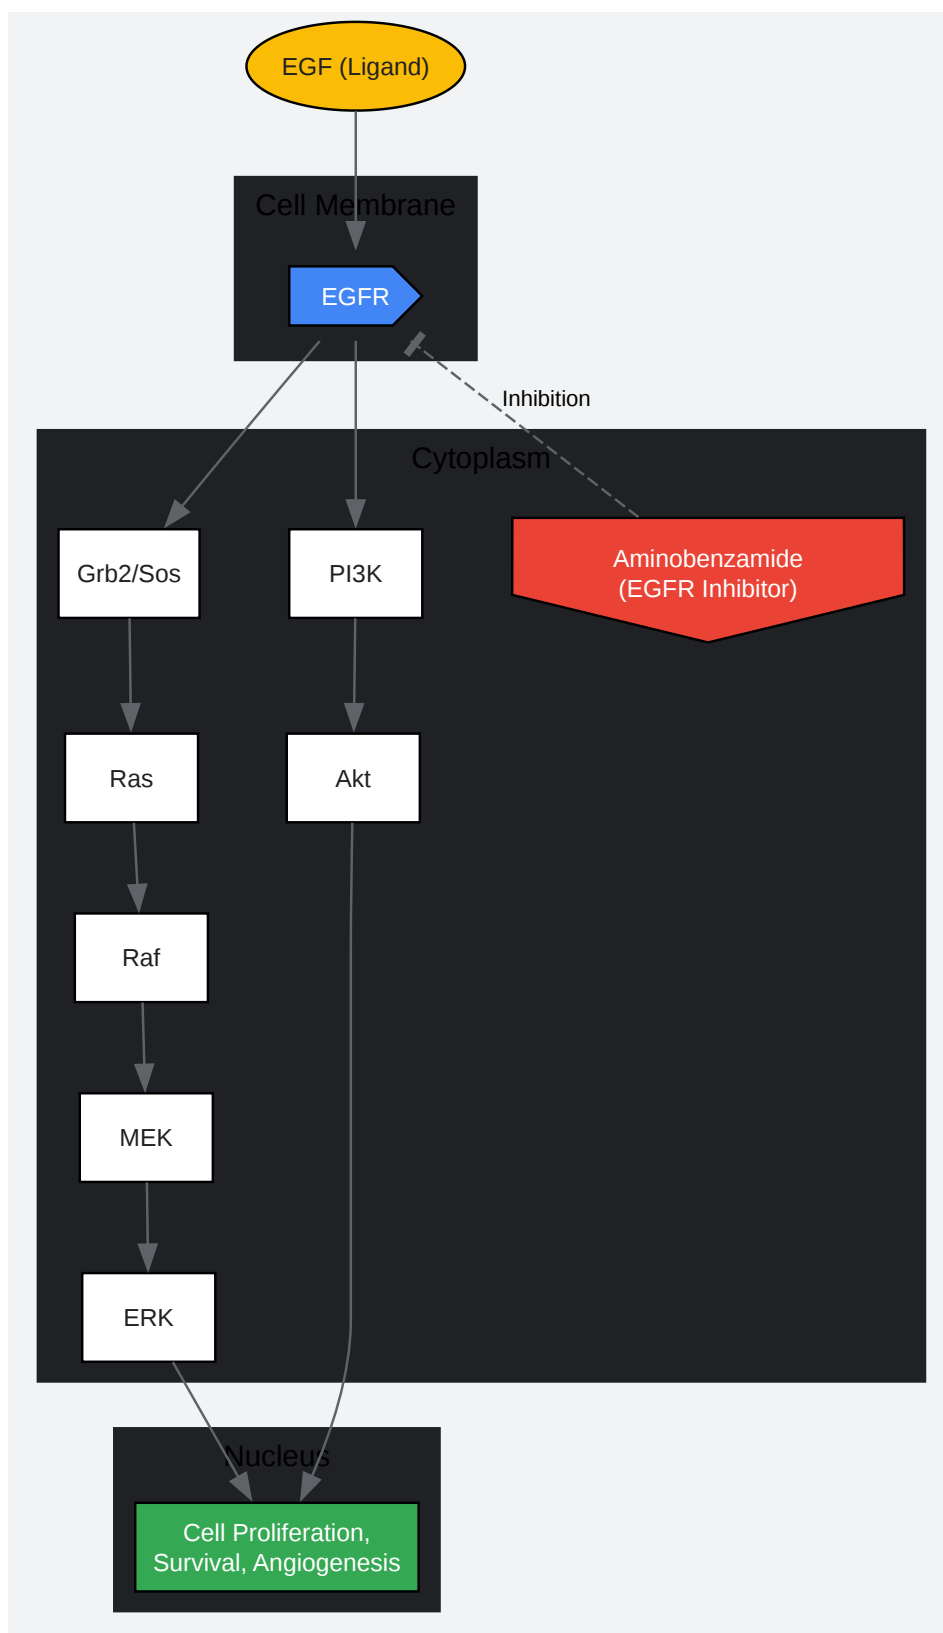 EGF (Ligand)
Cell Membrane
EGFR
Inhibition
Cytoplasm
Grb2/Sos
PI3K
Aminobenzamide
(EGFR Inhibitor)
Ras
Akt
Raf
MEK
ERK
Nucleus
Cell Proliferation,
Survival, Angiogenesis